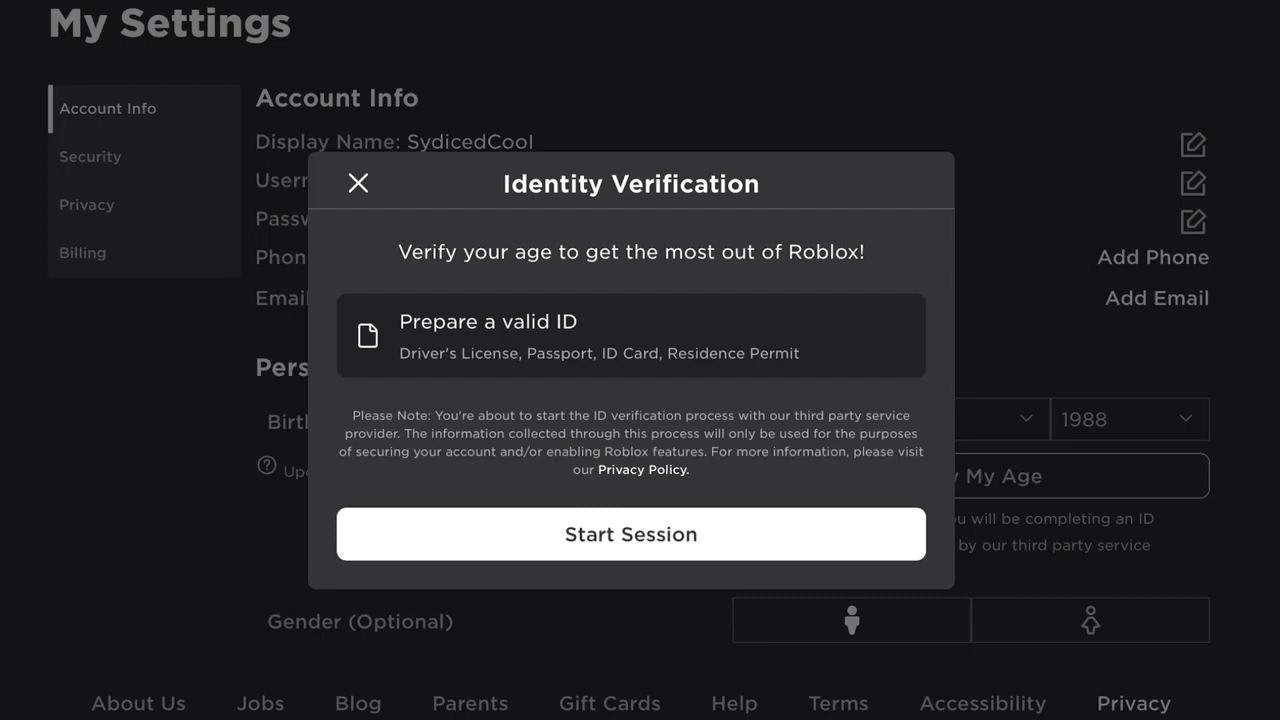 My Settings
Account Info
Security
Privacy
Billing
Account Info
Display Name: SydicedCool
Add Phone
Add Email
Identity Verification
Verify your age to get the most out of Roblox!
Prepare a valid ID
Driver's License, Passport, ID Card, Residence Permit
Please Note: You're about to start the ID verification process with our third party service
provider. The information collected through this process will only be used for the purposes
of securing your account and/or enabling Roblox features. For more information, please visit
our Privacy Policy.
Start Session
1988
My Age
will be completing an ID
by our third party service
Gender (Optional)
About Us Jobs Blog Parents Gift Cards Help Terms Accessibility Privacy